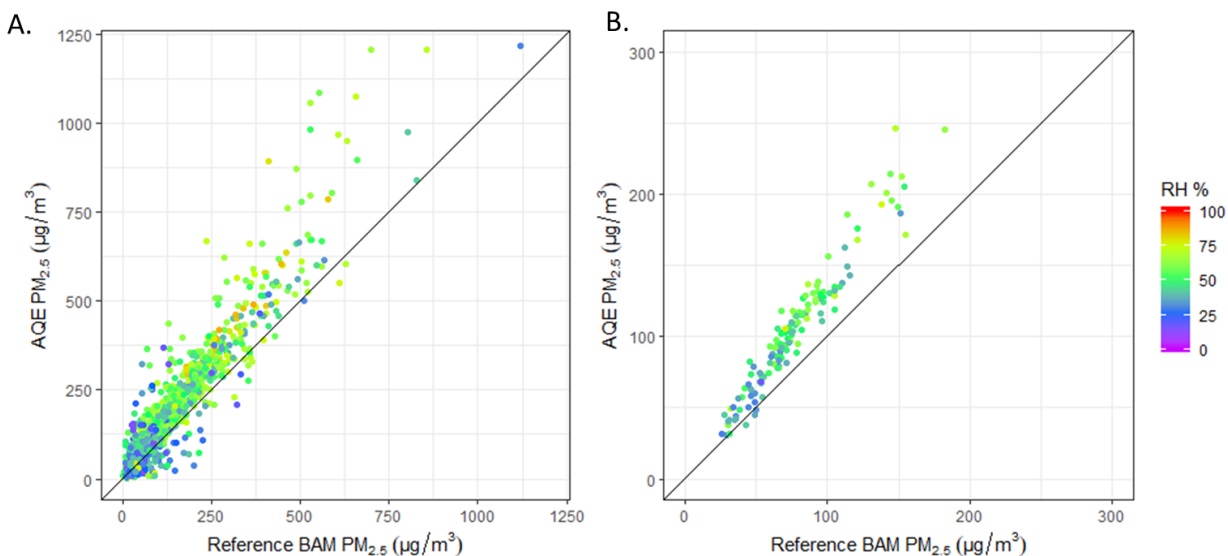 A.
1250
1000
750
500
250
0
AQE PM2.5 (μg/m³)
0 250 500 750 1000 1250
Reference BAM PM2.5 (μg/m³)
B.
300
200
100
0
AQE PM2.5 (μg/m³)
0 100 200 300
Reference BAM PM2.5 (μg/m³)
RH %
100
75
50
25
0